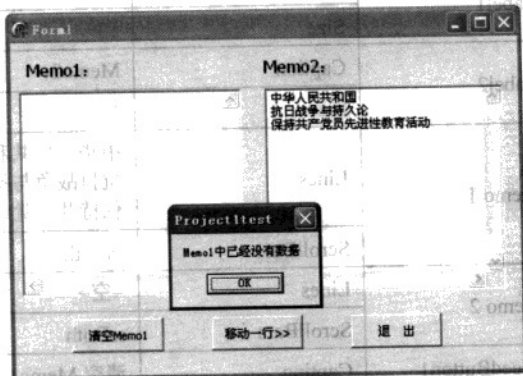 Form1
Memo1:
Memo2:
中华人民共和国
抗日战争与持久论
保持共产党员先进性教育活动
Project1test
Memo1中已经没有数据
OK
清空Memo1
移动一行>>
退 出